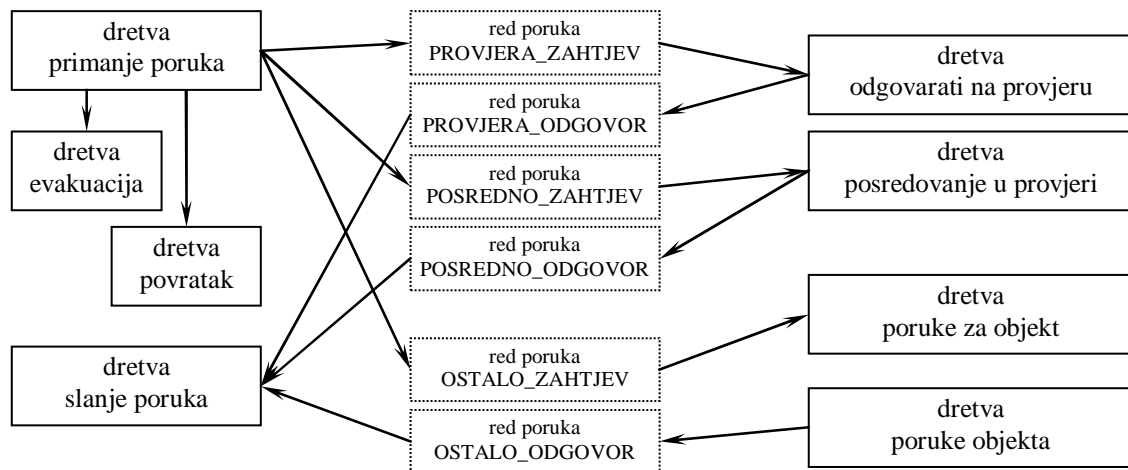 dretva
primanje poruka
dretva
evakuacija
dretva
povratak
dretva
slanje poruka
red poruka
PROVJERA_ZAHTJEV
red poruka
PROVJERA_ODGOVOR
red poruka
POSREDNO_ZAHTJEV
red poruka
POSREDNO_ODGOVOR
red poruka
OSTALO_ZAHTJEV
red poruka
OSTALO_ODGOVOR
dretva
odgovarati na provjeru
dretva
posredovanje u provjeri
dretva
poruke za objekt
dretva
poruke objekta